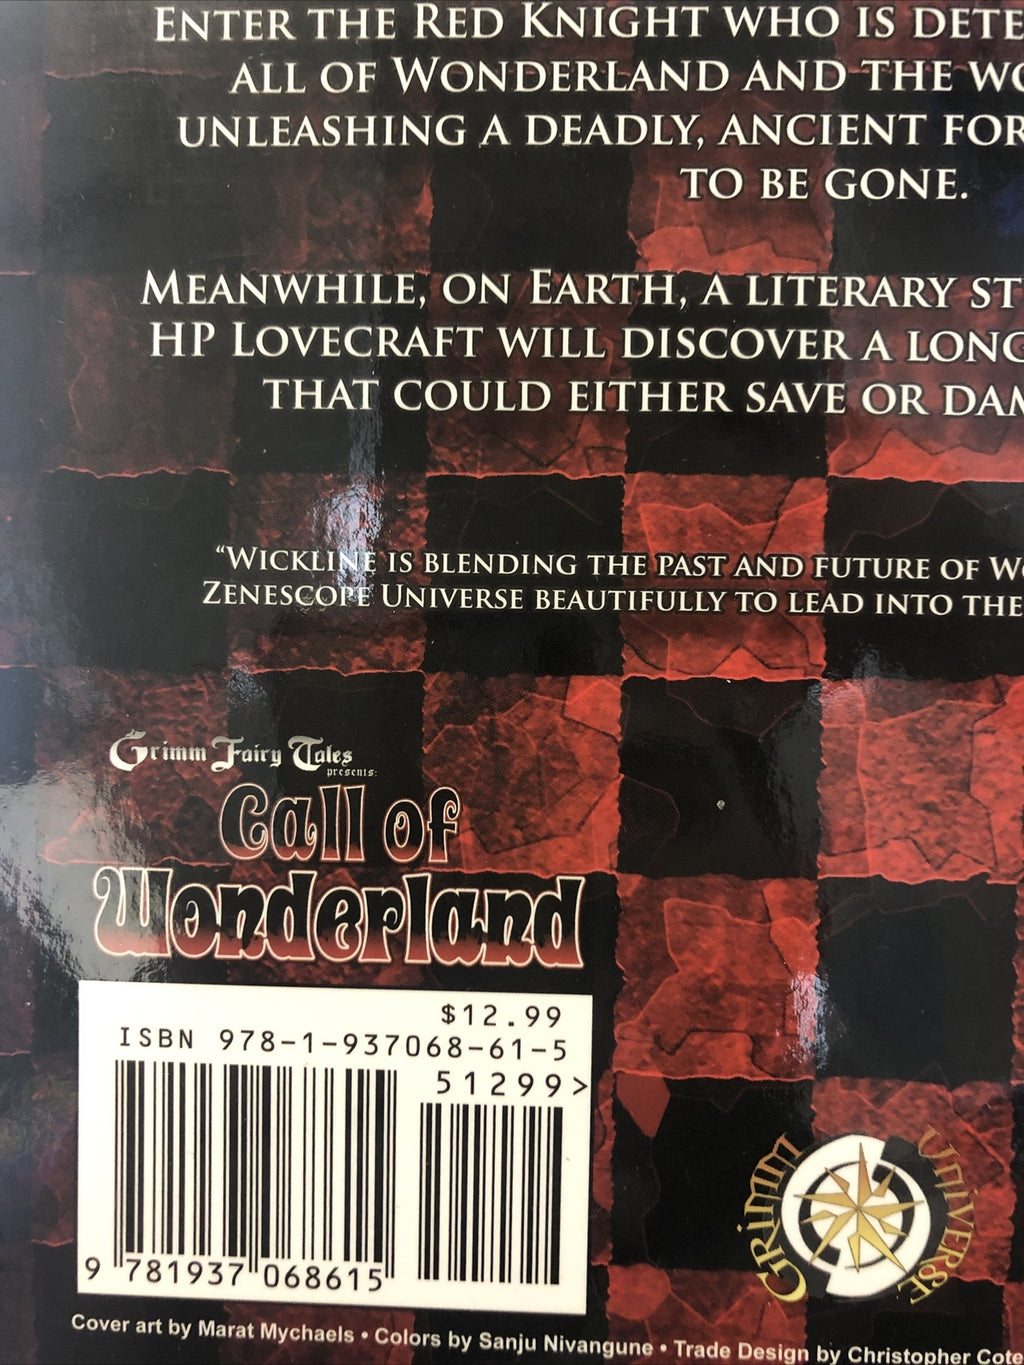 Enter the Red Knight who is dete
all of Wonderland and the wo
unleashing a deadly, ancient for
to be gone.
Meanwhile, on Earth, a literary st
HP Lovecraft will discover a long
that could either save or dam
“Wickline is blending the past and future of Wo
Zenescope Universe beautifully to lead into the
Grimm Fairy Tales
presents:
Call of
Wonderland
$12.99
ISBN 978-1-937068-61-5
51299>
9 781937 068615
GRIMM UNIVERSE
Cover art by Marat Mychaels • Colors by Sanju Nivangune • Trade Design by Christopher Cote